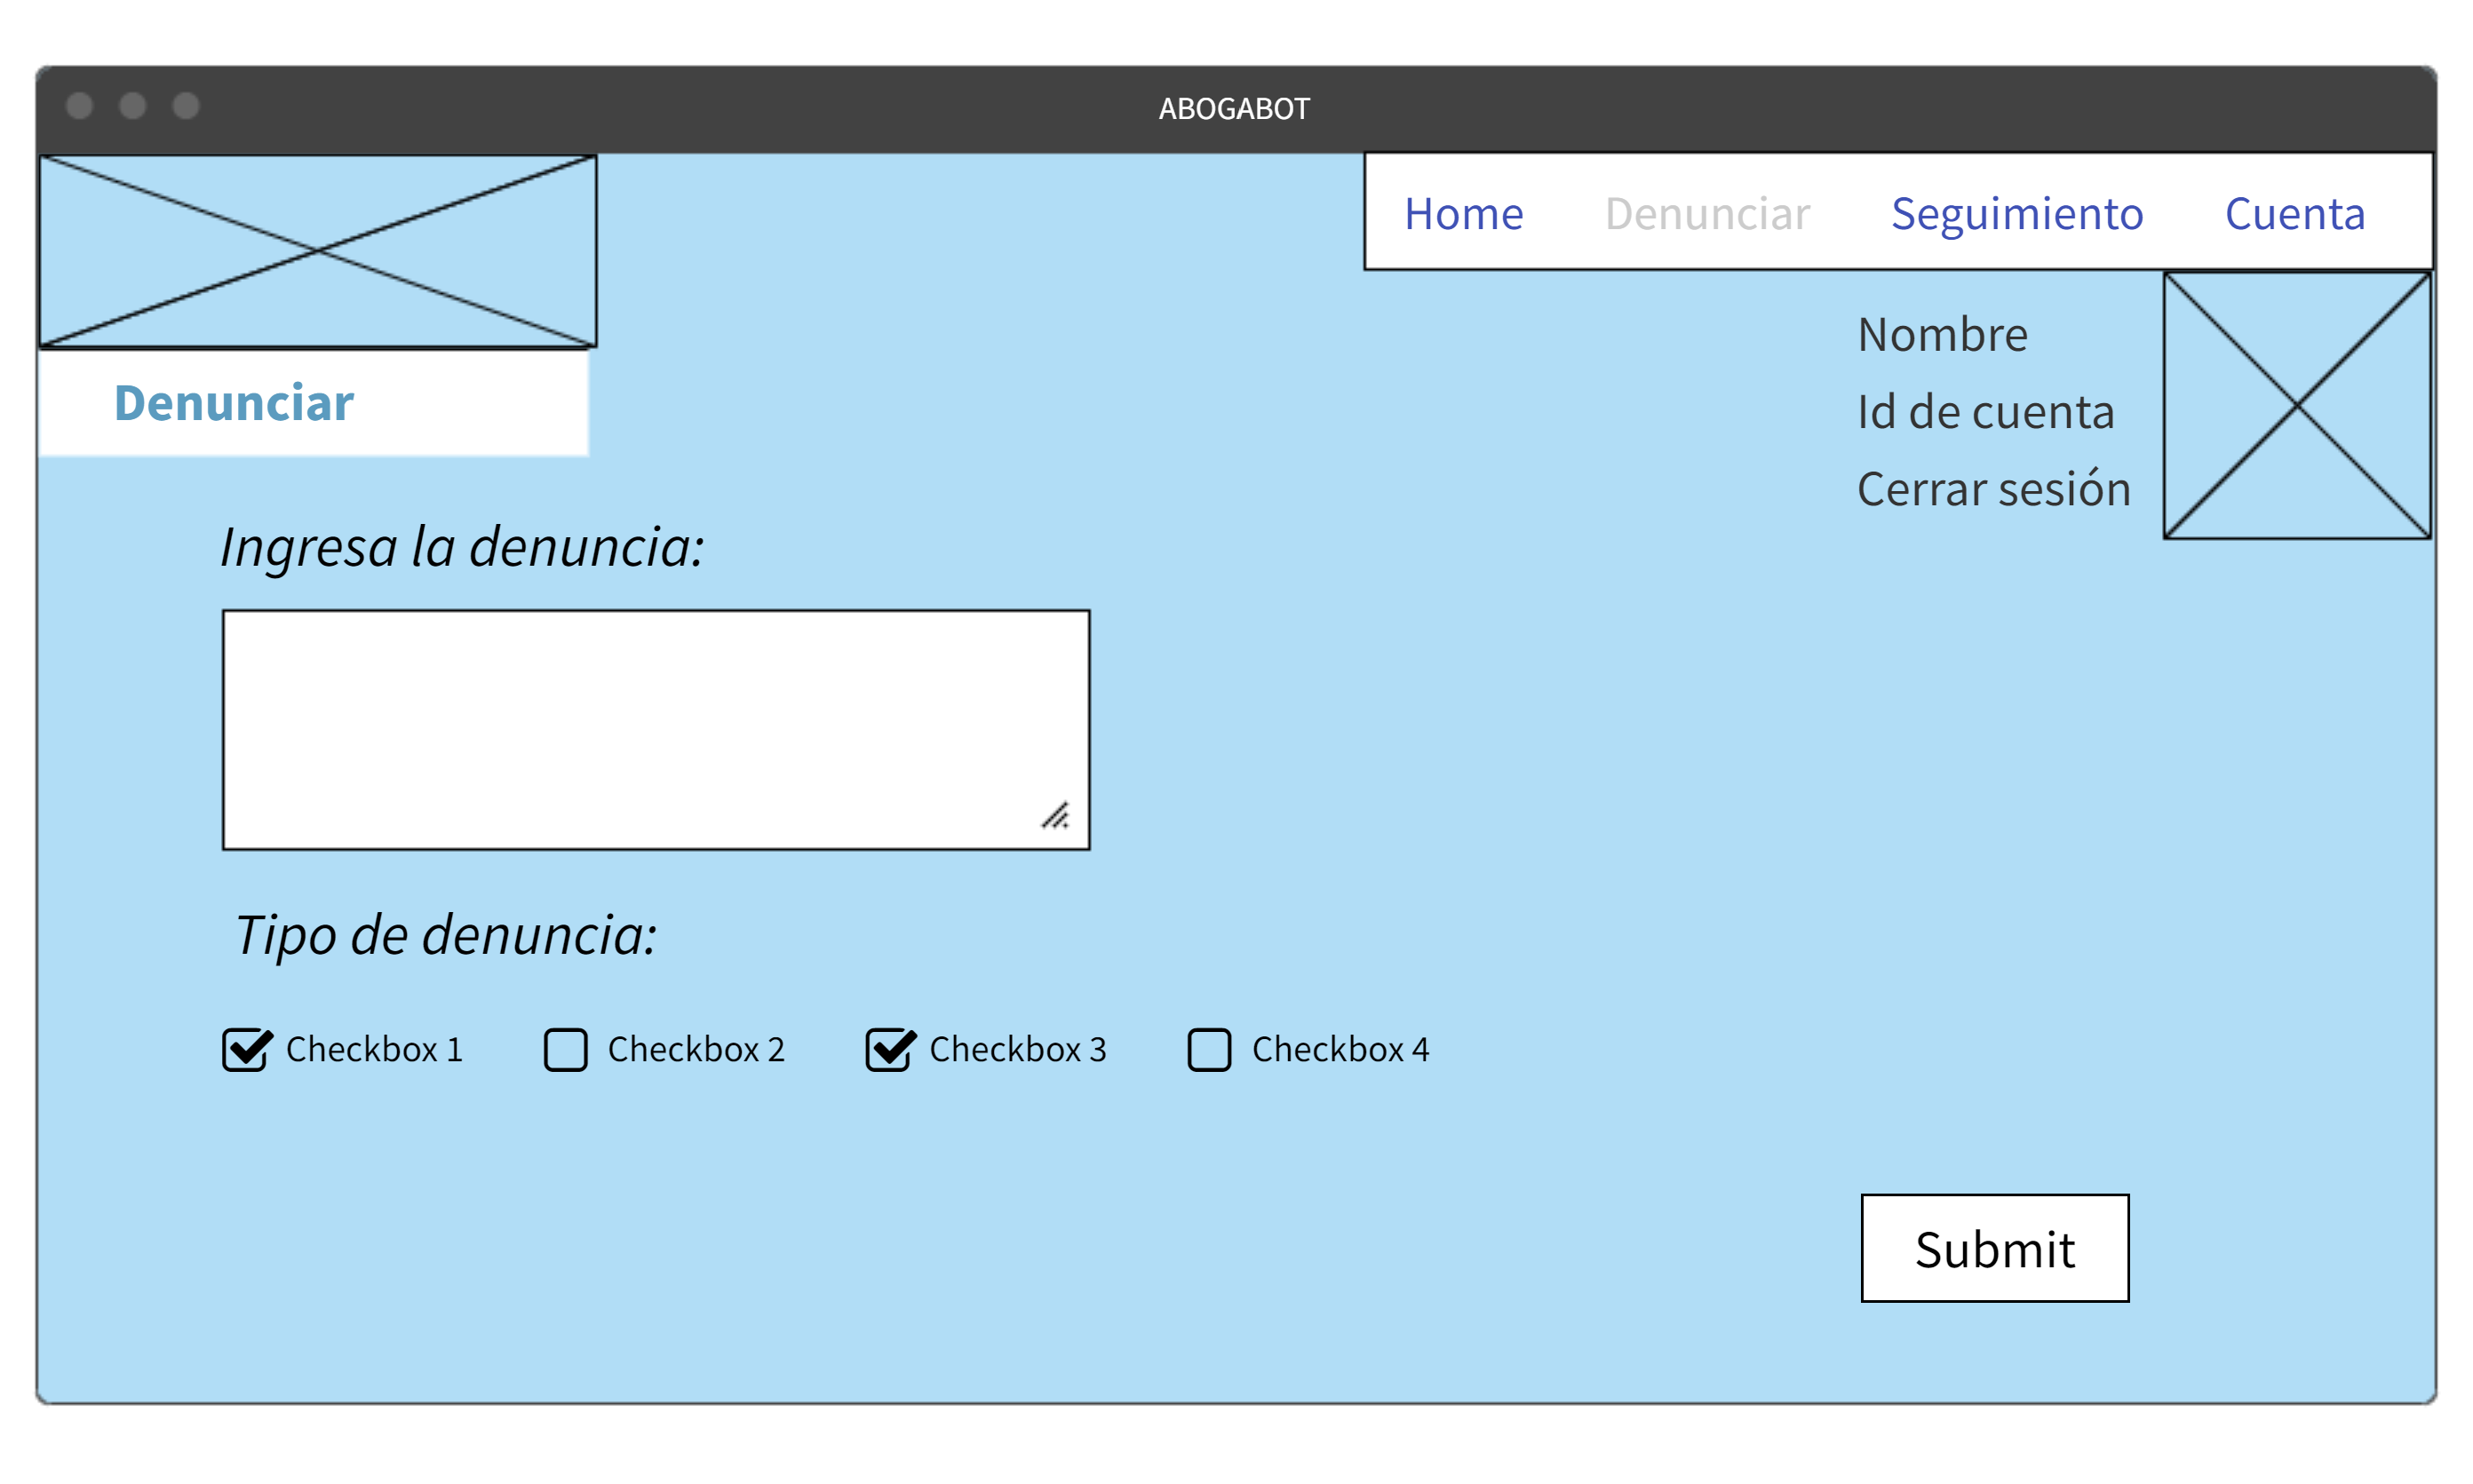 ABOGABOT
Home Denunciar Seguimiento Cuenta
Nombre
Id de cuenta
Cerrar sesión
Denunciar
Ingresa la denuncia:
Tipo de denuncia:
Checkbox 1 Checkbox 2 Checkbox 3 Checkbox 4
Submit